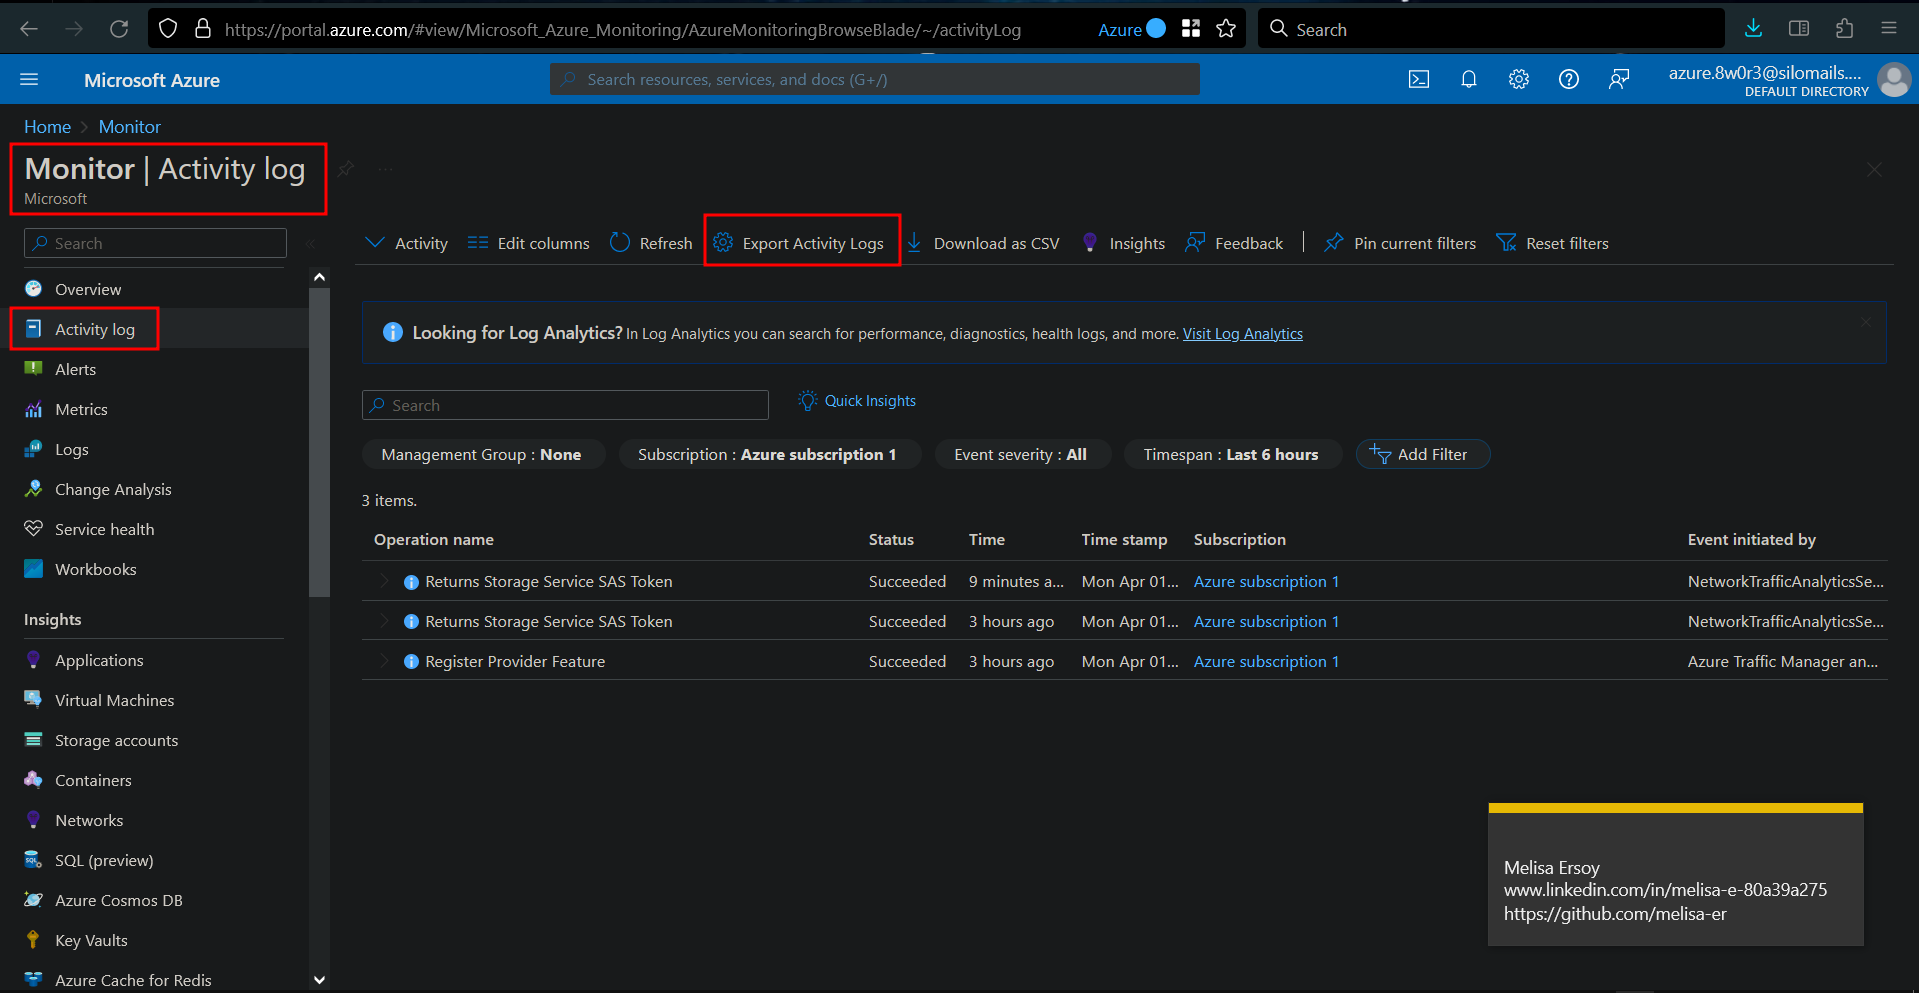 https://portal.azure.com/#view/Microsoft_Azure_Monitoring/AzureMonitoringBrowseBlade/~/activityLog
Azure
Search
Microsoft Azure
Search resources, services, and docs (G+/)
azure.8w0r3@silomails....
DEFAULT DIRECTORY
Home > Monitor
Monitor | Activity log
Microsoft
Search
Activity
Edit columns
Refresh
Export Activity Logs
Download as CSV
Insights
Feedback
Pin current filters
Reset filters
Overview
Activity log
Alerts
Metrics
Logs
Change Analysis
Service health
Workbooks
Insights
Applications
Virtual Machines
Storage accounts
Containers
Networks
SQL (preview)
Azure Cosmos DB
Key Vaults
Azure Cache for Redis
Looking for Log Analytics? In Log Analytics you can search for performance, diagnostics, health logs, and more. Visit Log Analytics
Search
Quick Insights
Management Group : None
Subscription : Azure subscription 1
Event severity : All
Timespan : Last 6 hours
Add Filter
3 items.
Operation name Status Time Time stamp Subscription Event initiated by
Returns Storage Service SAS Token Succeeded 9 minutes a... Mon Apr 01... Azure subscription 1 NetworkTrafficAnalyticsSe...
Returns Storage Service SAS Token Succeeded 3 hours ago Mon Apr 01... Azure subscription 1 NetworkTrafficAnalyticsSe...
Register Provider Feature Succeeded 3 hours ago Mon Apr 01... Azure subscription 1 Azure Traffic Manager an...
Melisa Ersoy
www.linkedin.com/in/melisa-e-80a39a275
https://github.com/melisa-er